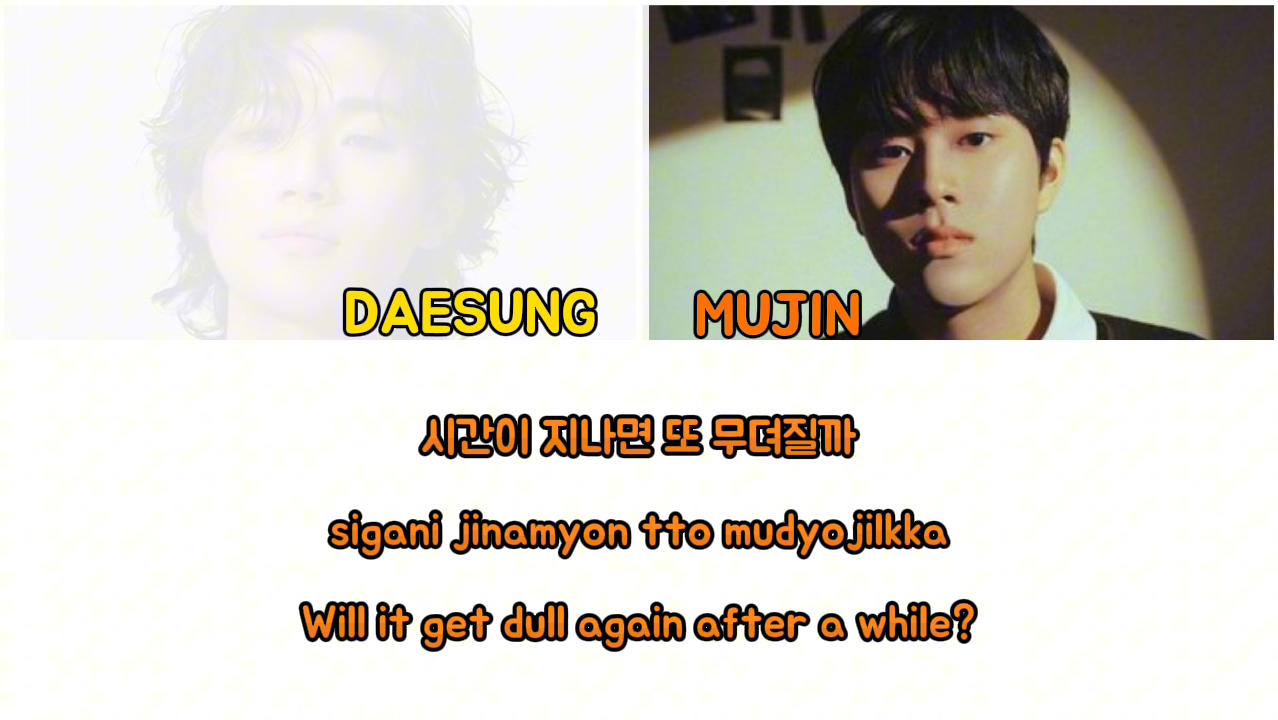 DAESUNG
MUJIN
시간이 지나면 또 무뎌질까
sigani jinamyon tto mudyojilkka
Will it get dull again after a while?